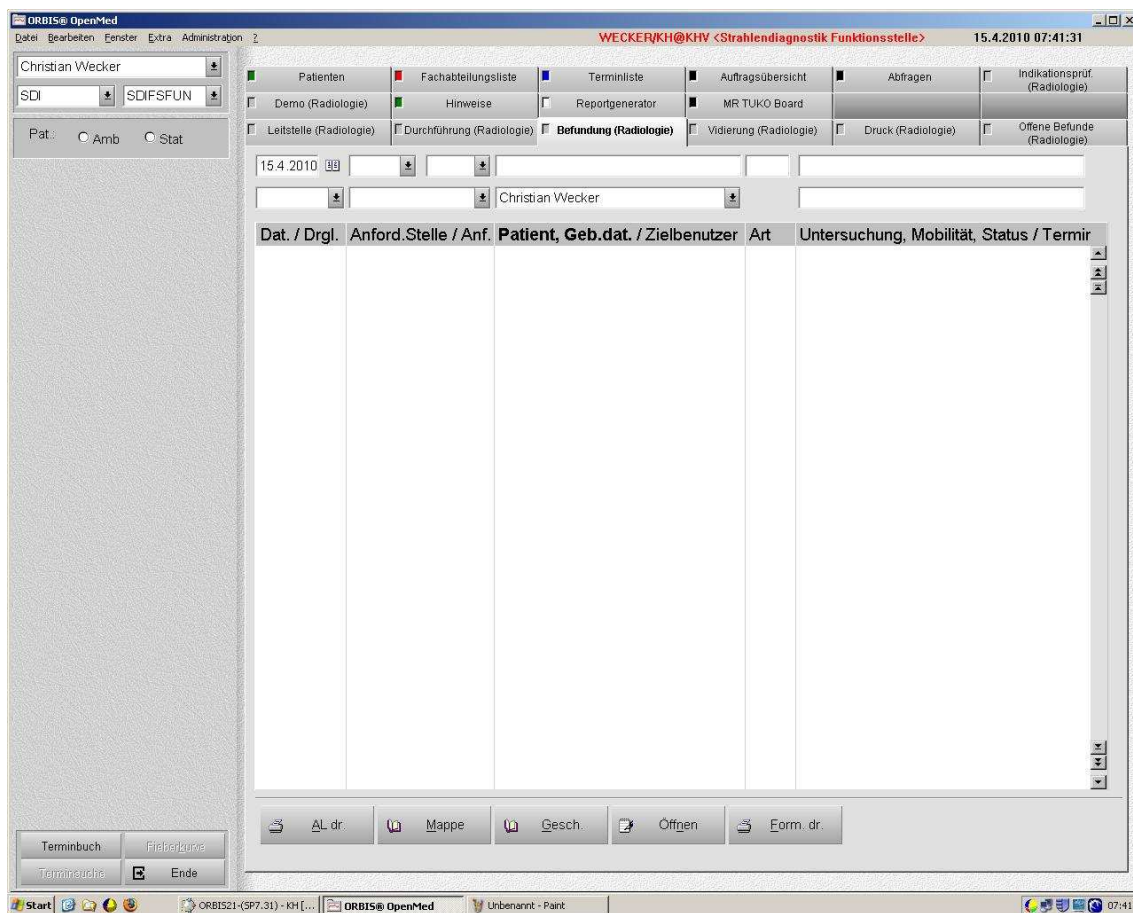 ORBIS® OpenMed
Datei Bearbeiten Fenster Extra Administration ?
WECKER/KH@KHV <Strahlendiagnostik Funktionsstelle>
15.4.2010 07:41:31
Christian Wecker
SDI
SDIFSFUN
Pat.:
Amb
Stat
Patienten
Fachabteilungsliste
Terminliste
Auftragsübersicht
Abfragen
Indikationsprüf. (Radiologie)
Demo (Radiologie)
Hinweise
Reportgenerator
MR TUKO Board
Leitstelle (Radiologie)
Durchführung (Radiologie)
Befundung (Radiologie)
Vidierung (Radiologie)
Druck (Radiologie)
Offene Befunde (Radiologie)
15.4.2010
Christian Wecker
Dat. / Drgl.
Anford.Stelle / Anf.
Patient, Geb.dat. / Zielbenutzer
Art
Untersuchung, Mobilität, Status / Termir
AL dr
Mappe
Gesch.
Öffnen
Form. dr.
Terminbuch
Fieberkurve
Terminsuche
Ende
Start
ORBIS21-(SP7.31) - KH [...
ORBIS® OpenMed
Unbenannt - Paint
07:41